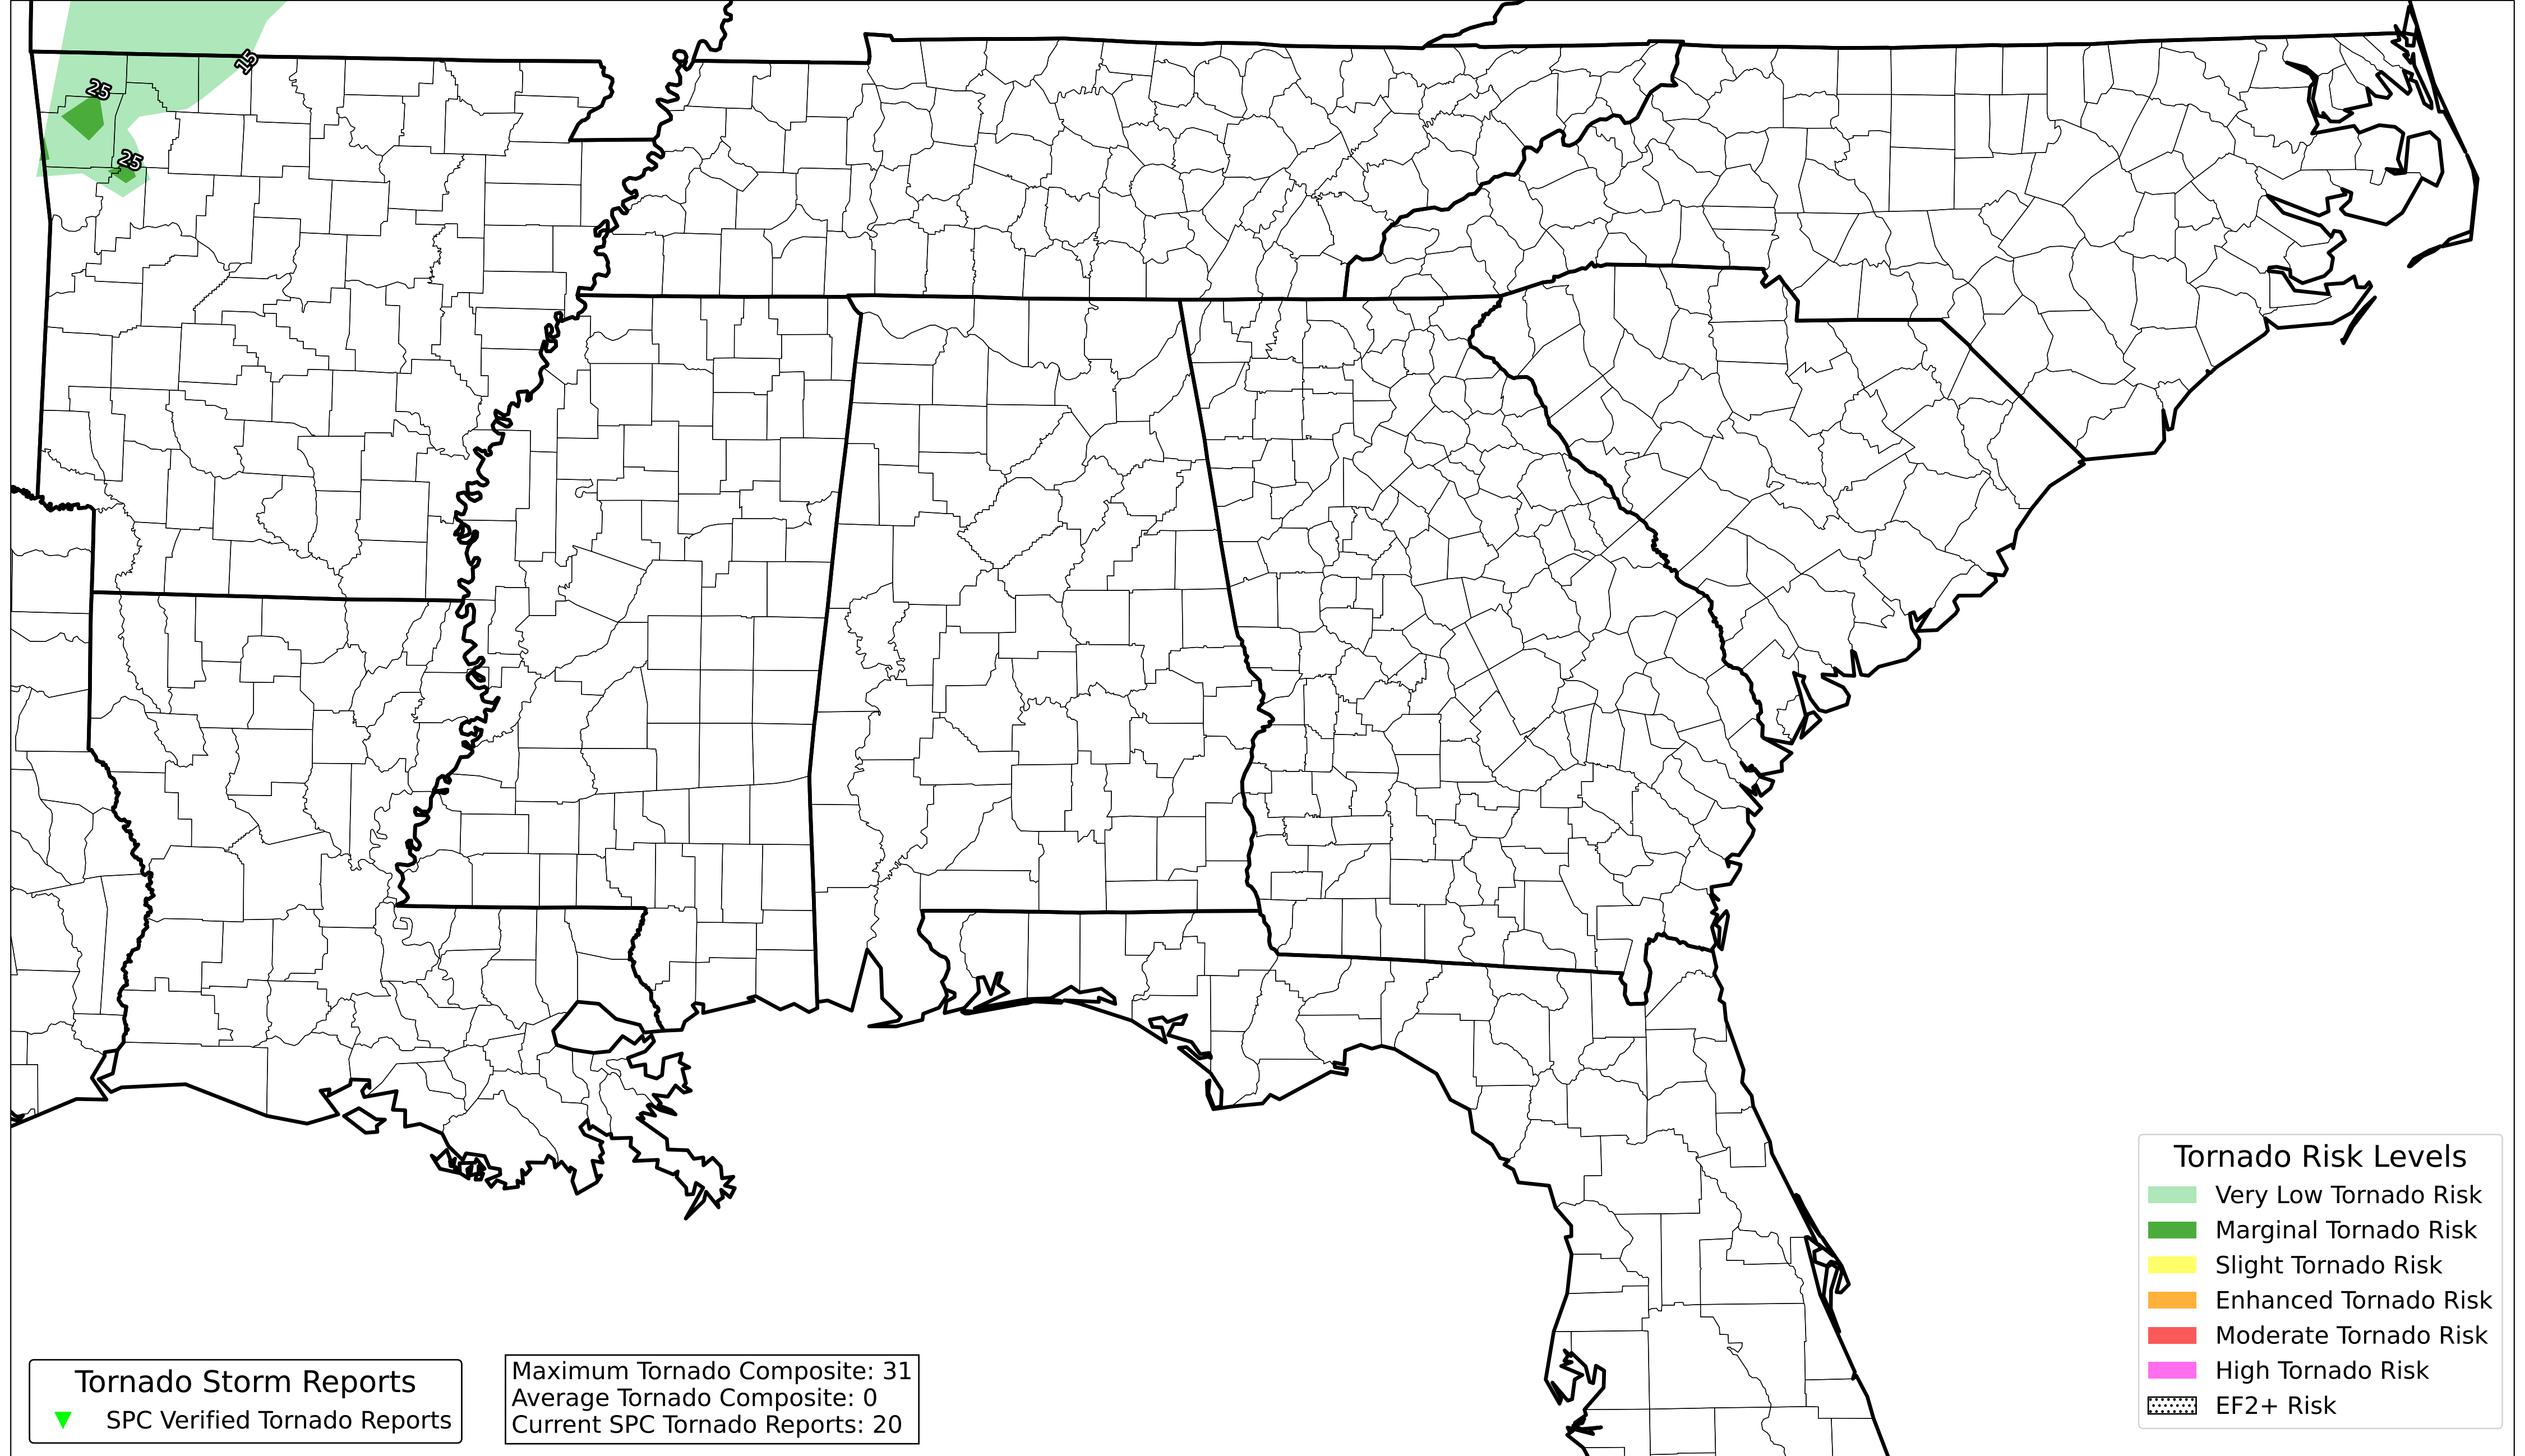 15
25
25
Tornado Risk Levels
Very Low Tornado Risk
Marginal Tornado Risk
Slight Tornado Risk
Enhanced Tornado Risk
Moderate Tornado Risk
High Tornado Risk
EF2+ Risk
Tornado Storm Reports
SPC Verified Tornado Reports
Maximum Tornado Composite: 31
Average Tornado Composite: 0
Current SPC Tornado Reports: 20